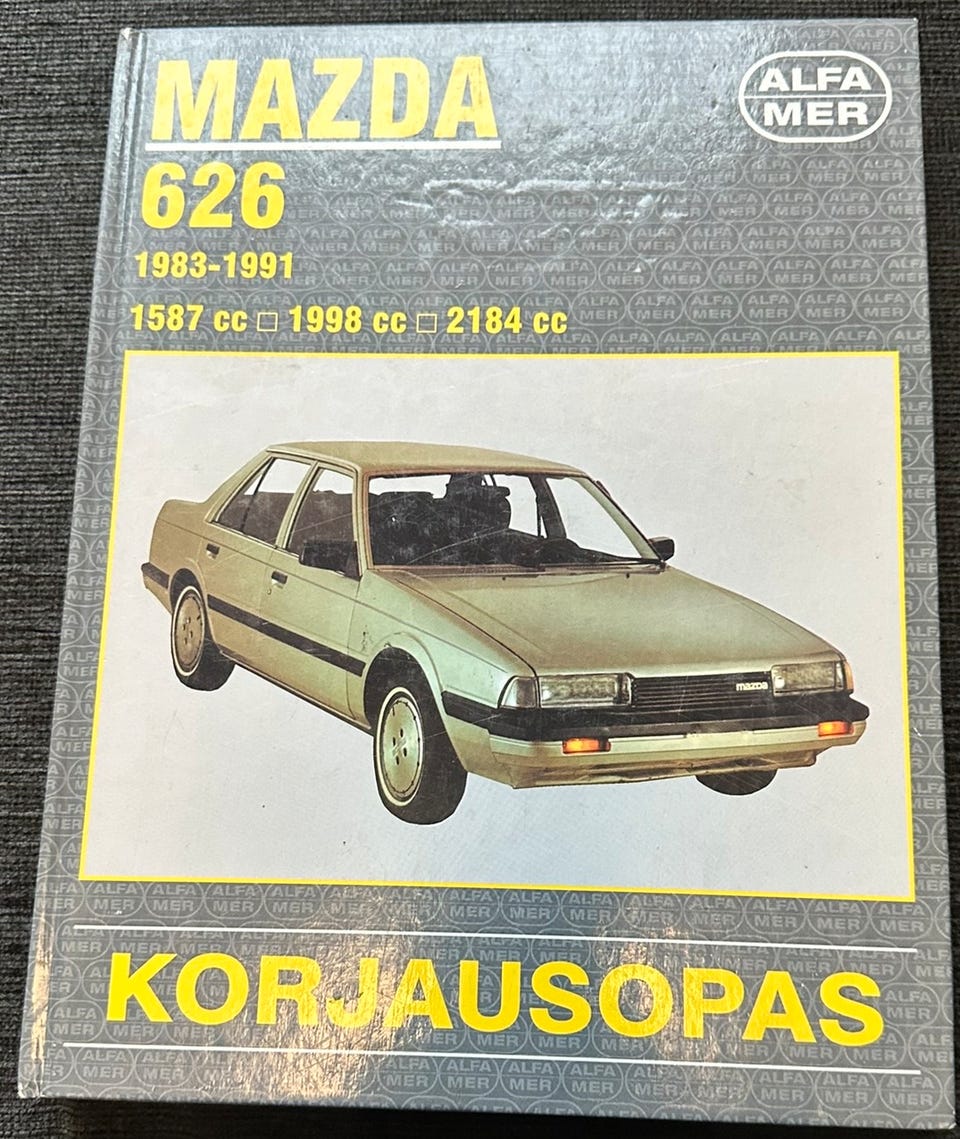 MAZDA
ALFA
MER
626
1983-1991
1587 cc □ 1998 cc □ 2184 cc
mazda
KORJAUSOPAS